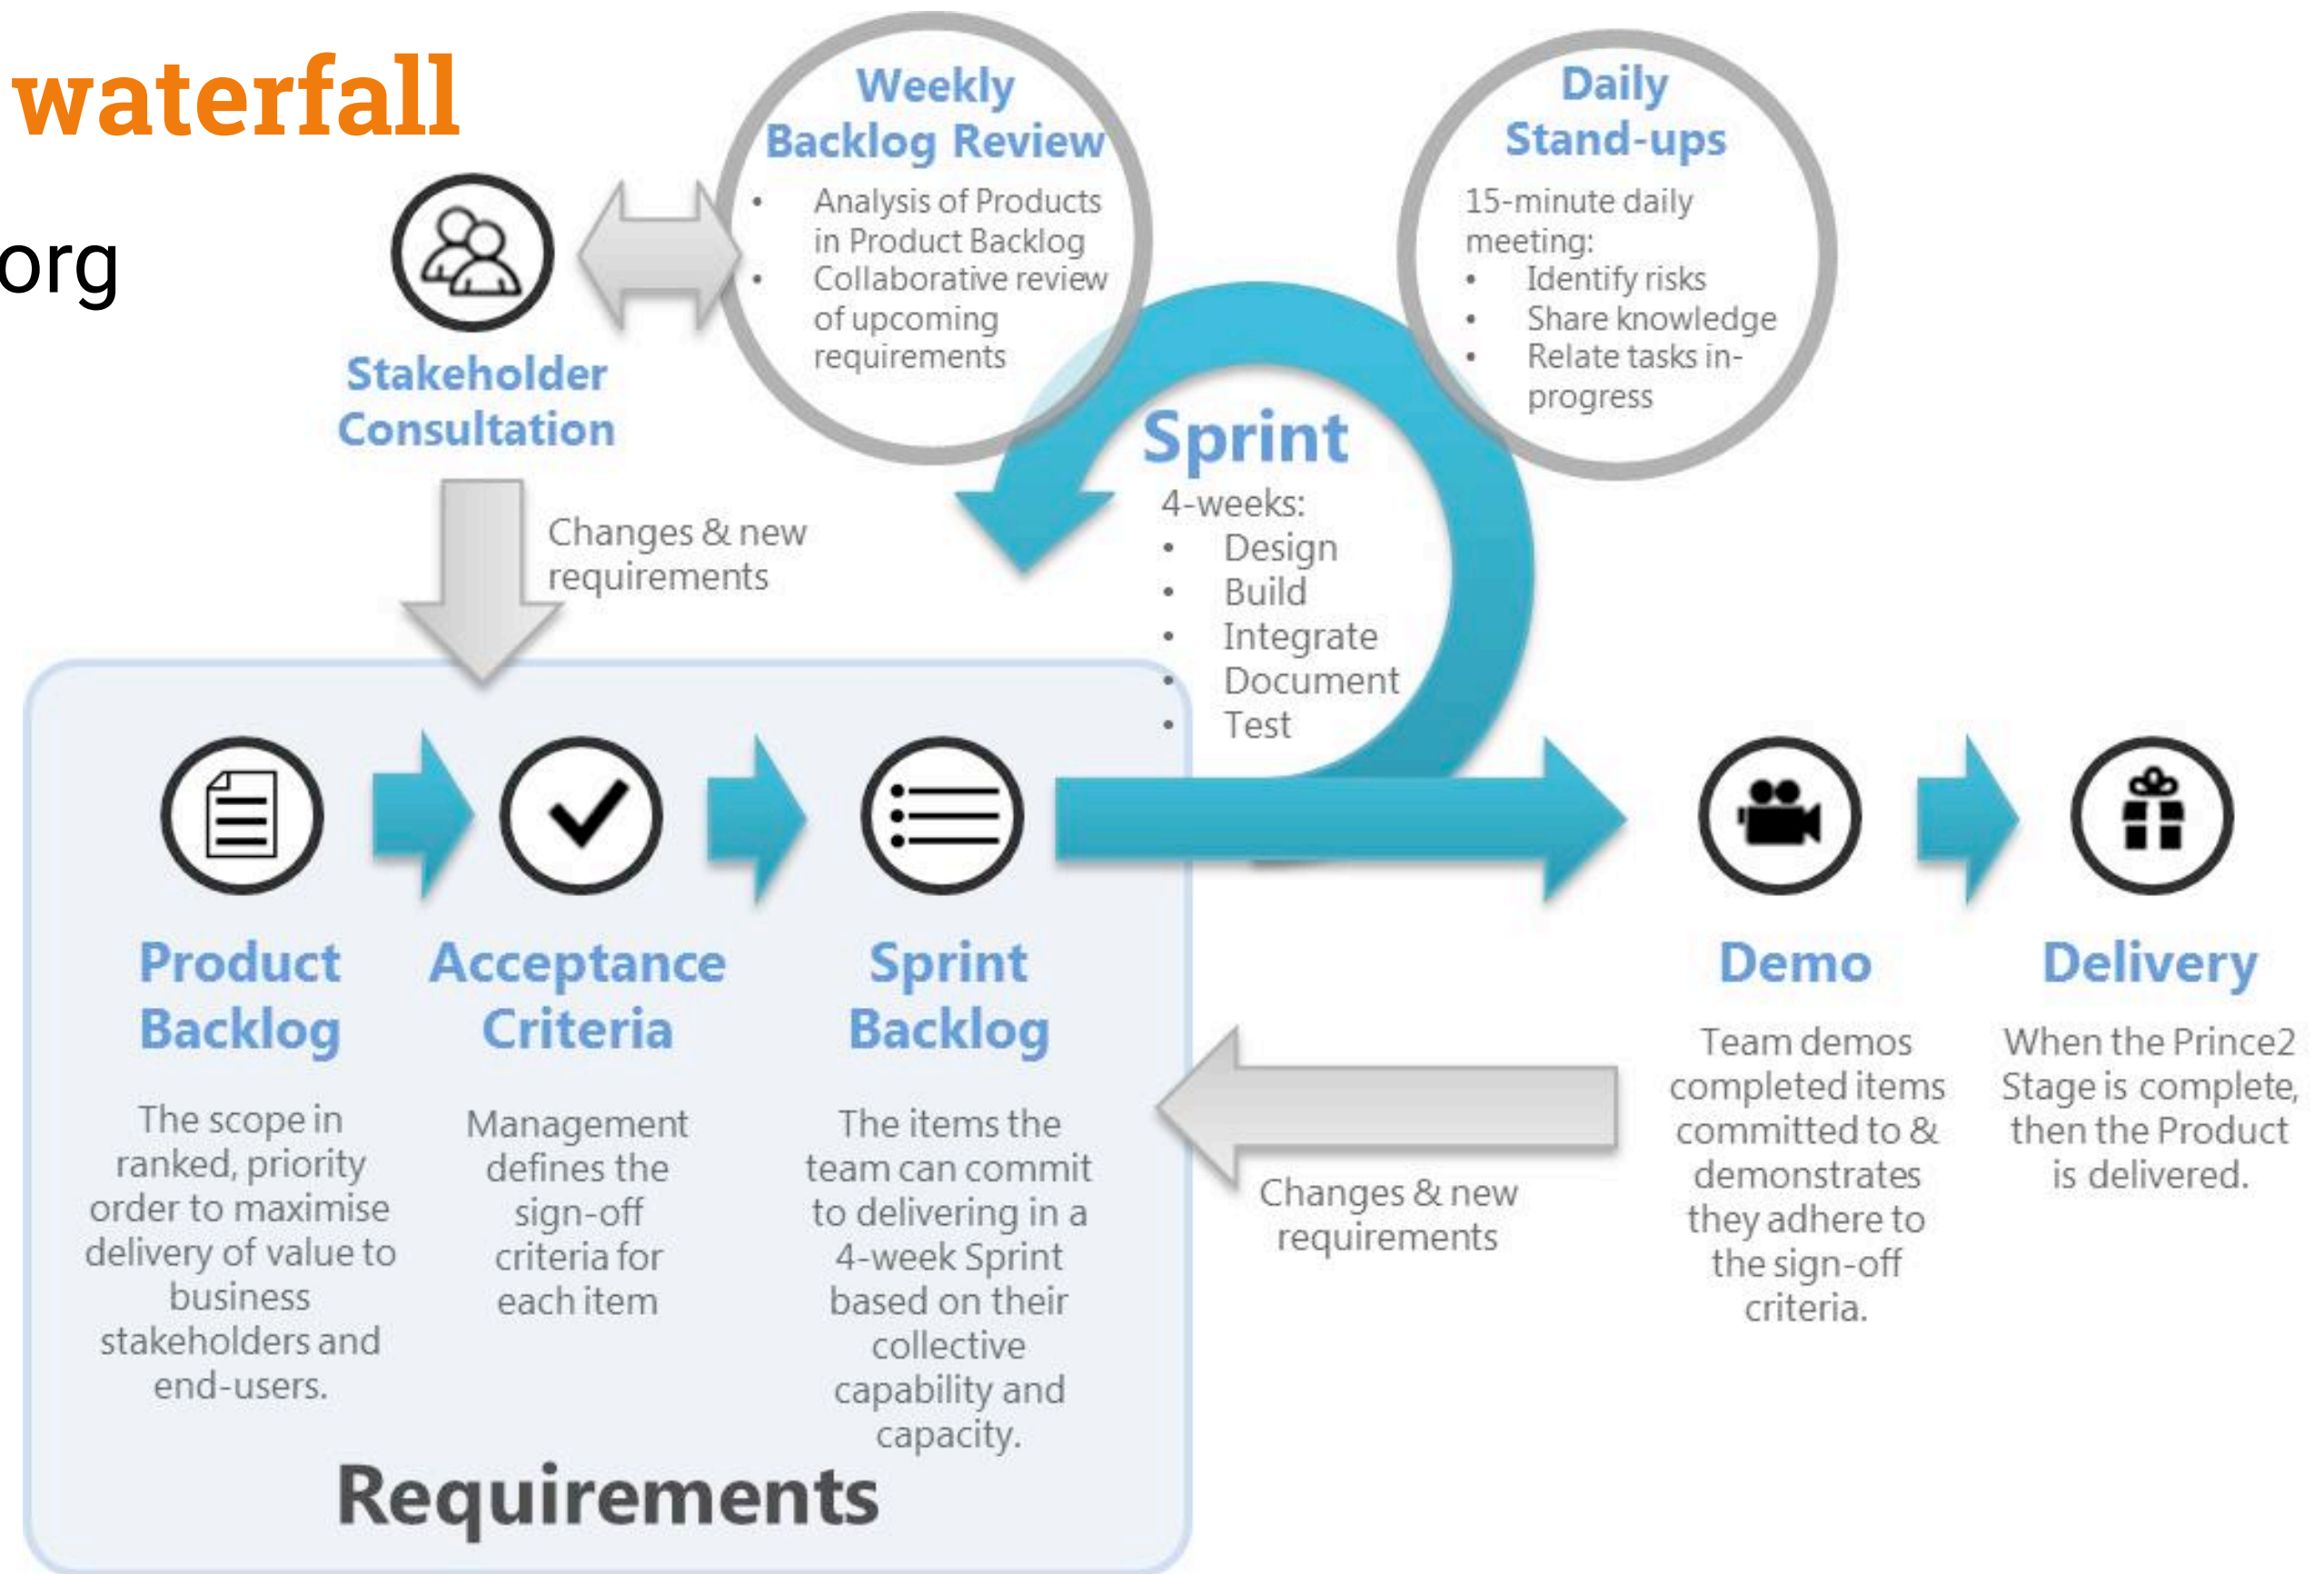 waterfall
org
Weekly
Backlog Review
• Analysis of Products
in Product Backlog
• Collaborative review
of upcoming
requirements
Daily
Stand-ups
15-minute daily
meeting:
• Identify risks
• Share knowledge
• Relate tasks in-
progress
Stakeholder
Consultation
Changes & new
requirements
Sprint
4-weeks:
• Design
• Build
• Integrate
• Document
• Test
Product
Backlog
The scope in
ranked, priority
order to maximise
delivery of value to
business
stakeholders and
end-users.
Acceptance
Criteria
Management
defines the
sign-off
criteria for
each item
Sprint
Backlog
The items the
team can commit
to delivering in a
4-week Sprint
based on their
collective
capability and
capacity.
Requirements
Changes & new
requirements
Demo
Team demos
completed items
committed to &
demonstrates
they adhere to
the sign-off
criteria.
Delivery
When the Prince2
Stage is complete,
then the Product
is delivered.